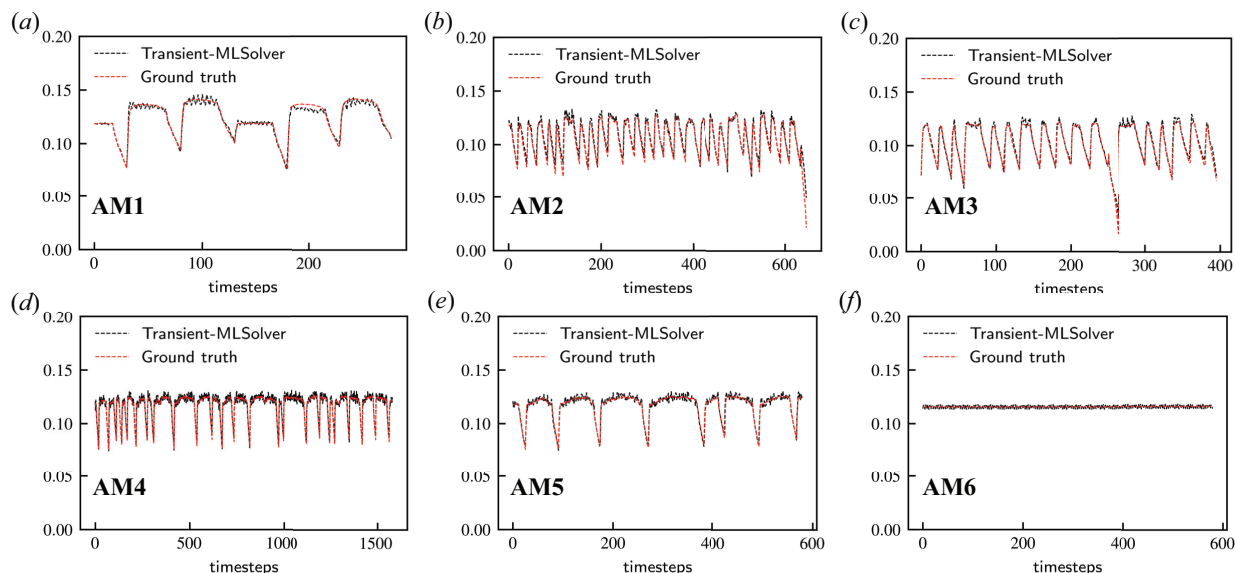 (a)
0.20
Transient-MLSolver
Ground truth
0.15
0.10
0.05
AM1
0.00
0 100 200
timesteps
(b)
0.20
Transient-MLSolver
Ground truth
0.15
0.10
0.05
AM2
0.00
0 200 400 600
timesteps
(c)
0.20
Transient-MLSolver
Ground truth
0.15
0.10
0.05
AM3
0.00
0 100 200 300 400
timesteps
(d)
0.20
Transient-MLSolver
Ground truth
0.15
0.10
0.05
AM4
0.00
0 500 1000 1500
timesteps
(e)
0.20
Transient-MLSolver
Ground truth
0.15
0.10
0.05
AM5
0.00
0 200 400 600
timesteps
(f)
0.20
Transient-MLSolver
Ground truth
0.15
0.10
0.05
AM6
0.00
0 200 400 600
timesteps